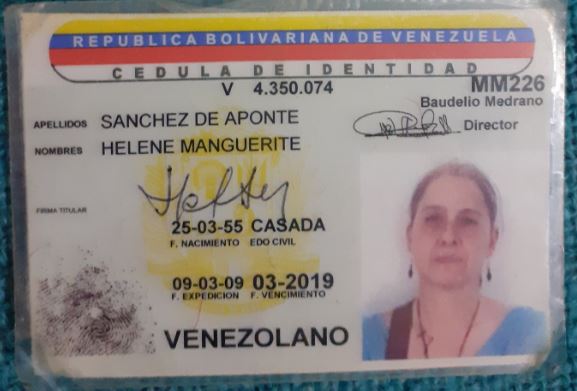 REPUBLICA BOLIVARIANA DE VENEZUELA
CEDULA DE IDENTIDAD
V 4.350.074
MM226
Baudelio Medrano
Director
APELLIDOS SANCHEZ DE APONTE
NOMBRES HELENE MANGUERITE
FIRMA TITULAR
25-03-55 CASADA
F. NACIMIENTO EDO CIVIL
09-03-09 03-2019
F. EXPEDICION F. VENCIMIENTO
VENEZOLANO